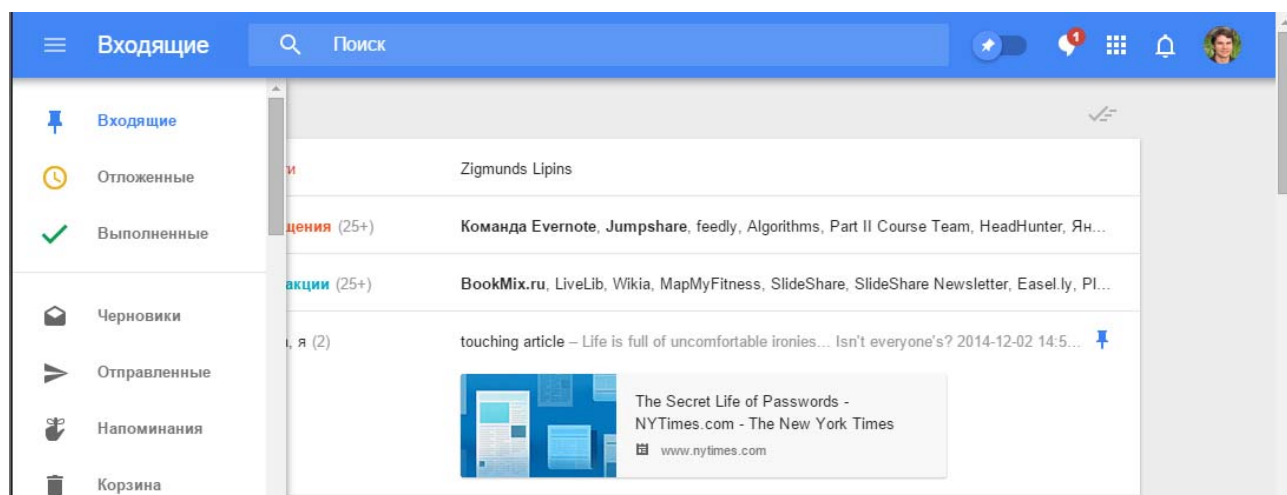 Входящие
Поиск
1
Входящие
Отложенные
Выполненные
Черновики
Отправленные
Напоминания
Корзина
Zigmunds Lipins
щения (25+) Команда Evernote, Jumpshare, feedly, Algorithms, Part II Course Team, HeadHunter, Ян...
акции (25+) BookMix.ru, LiveLib, Wikia, MapMyFitness, SlideShare, SlideShare Newsletter, Easel.ly, Pl...
, я (2) touching article – Life is full of uncomfortable ironies... Isn't everyone's? 2014-12-02 14:5...
The Secret Life of Passwords -
NYTimes.com - The New York Times
www.nytimes.com